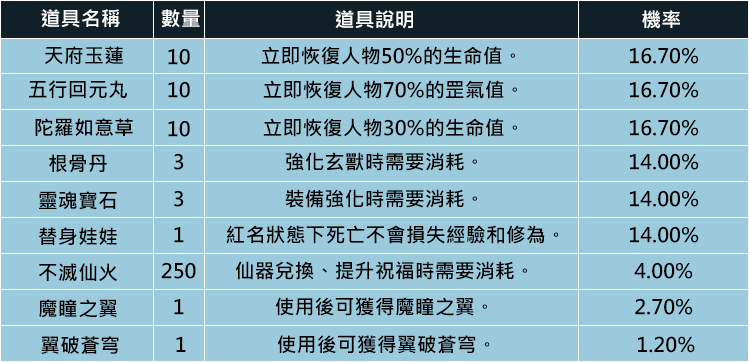 道具名稱 數量 道具說明 機率
天府玉蓮 10 立即恢復人物50%的生命值。 16.70%
五行回元丸 10 立即恢復人物70%的罡氣值。 16.70%
陀羅如意草 10 立即恢復人物30%的生命值。 16.70%
根骨丹 3 強化玄獸時需要消耗。 14.00%
靈魂寶石 3 裝備強化時需要消耗。 14.00%
替身娃娃 1 紅名狀態下死亡不會損失經驗和修為。 14.00%
不滅仙火 250 仙器兌換、提升祝福時需要消耗。 4.00%
魔瞳之翼 1 使用後可獲得魔瞳之翼。 2.70%
翼破蒼穹 1 使用後可獲得翼破蒼穹。 1.20%